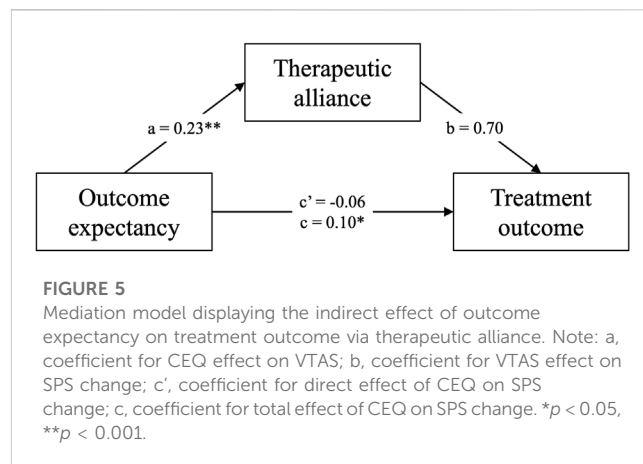 Therapeutic
alliance
a = 0.23**
b = 0.70
Outcome
expectancy
c’ = -0.06
c = 0.10*
Treatment
outcome
FIGURE 5
Mediation model displaying the indirect effect of outcome
expectancy on treatment outcome via therapeutic alliance. Note: a,
coefficient for CEQ effect on VTAS; b, coefficient for VTAS effect on
SPS change; c’, coefficient for direct effect of CEQ on SPS
change; c, coefficient for total effect of CEQ on SPS change. *p < 0.05,
**p < 0.001.